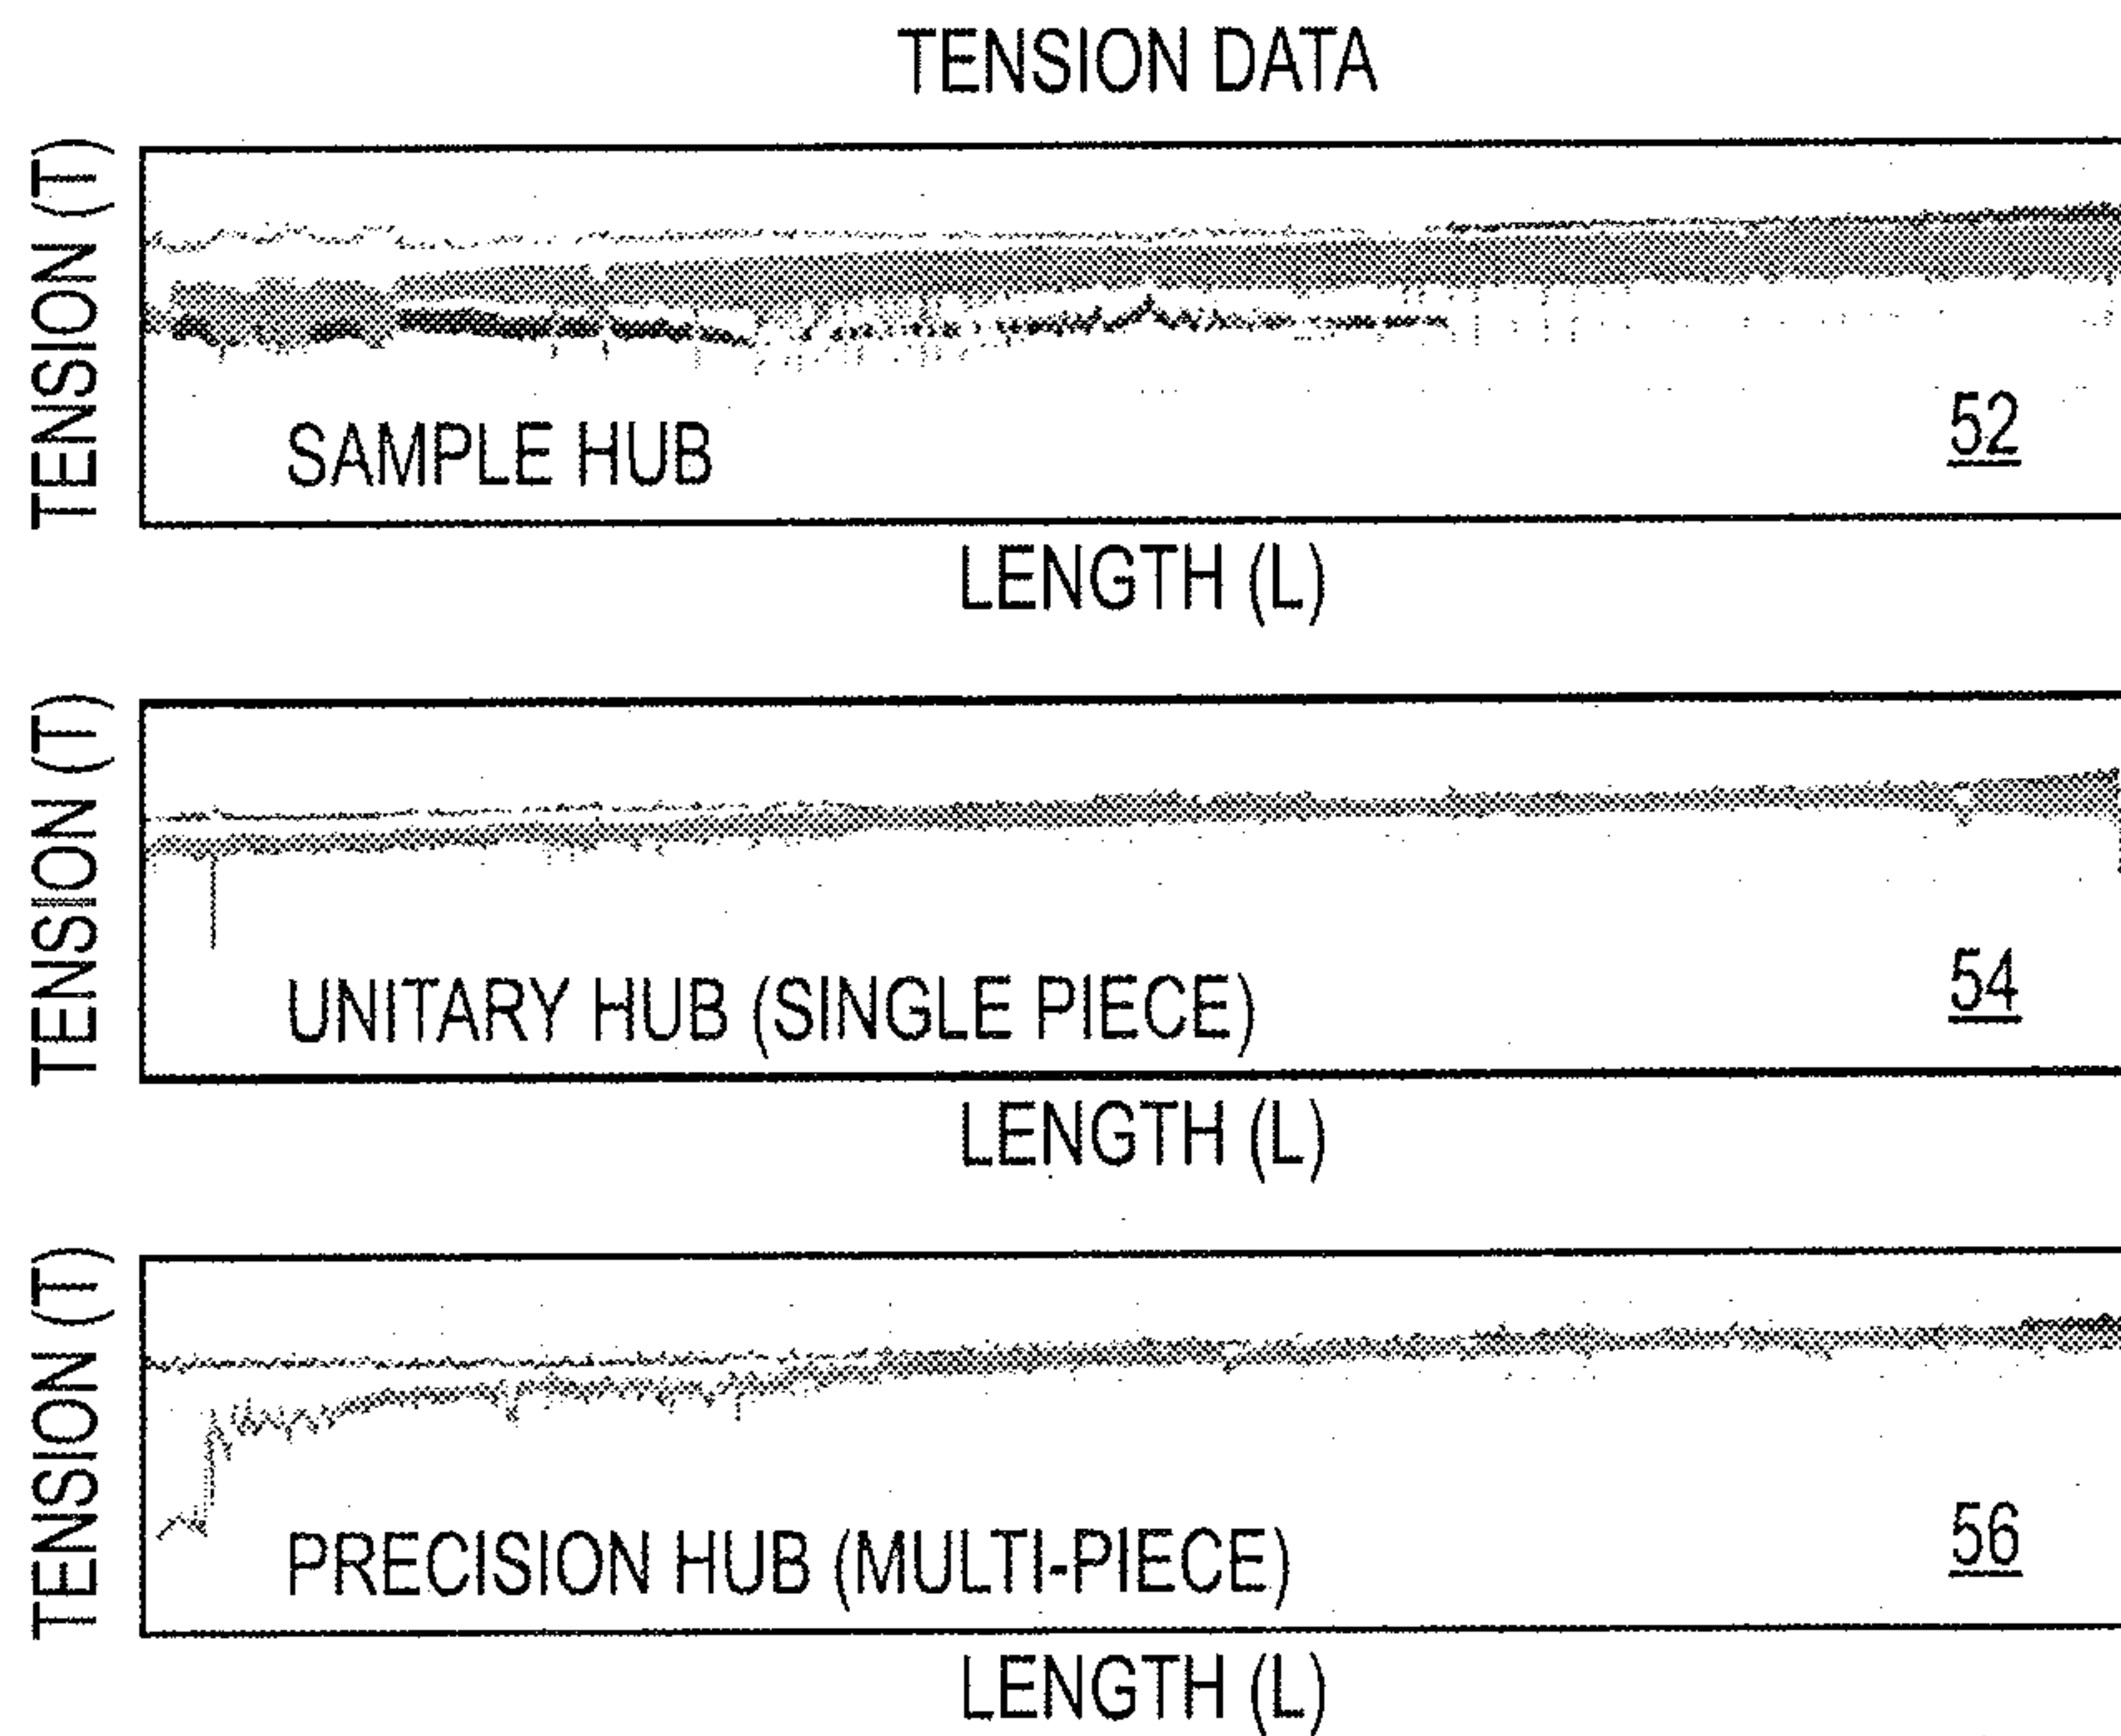 TENSION DATA
TENSION (T)
SAMPLE HUB
52
LENGTH (L)
TENSION (T)
UNITARY HUB (SINGLE PIECE)
54
LENGTH (L)
TENSION (T)
PRECISION HUB (MULTI-PIECE)
56
LENGTH (L)